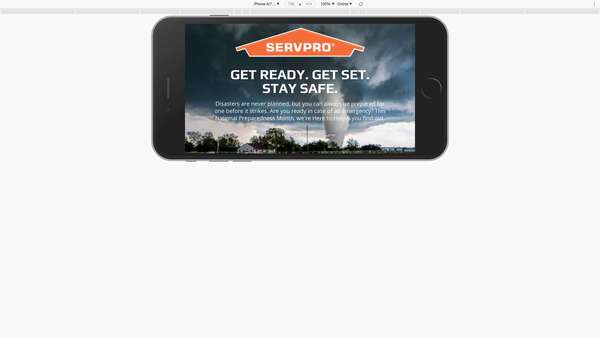 iPhone 6/7...
100%
Online
SERVPRO®
GET READY. GET SET.
STAY SAFE.
Disasters are never planned, but you can always be prepared for
one before it strikes. Are you ready in case of an emergency? This
National Preparedness Month, we're Here to Help® you find out.